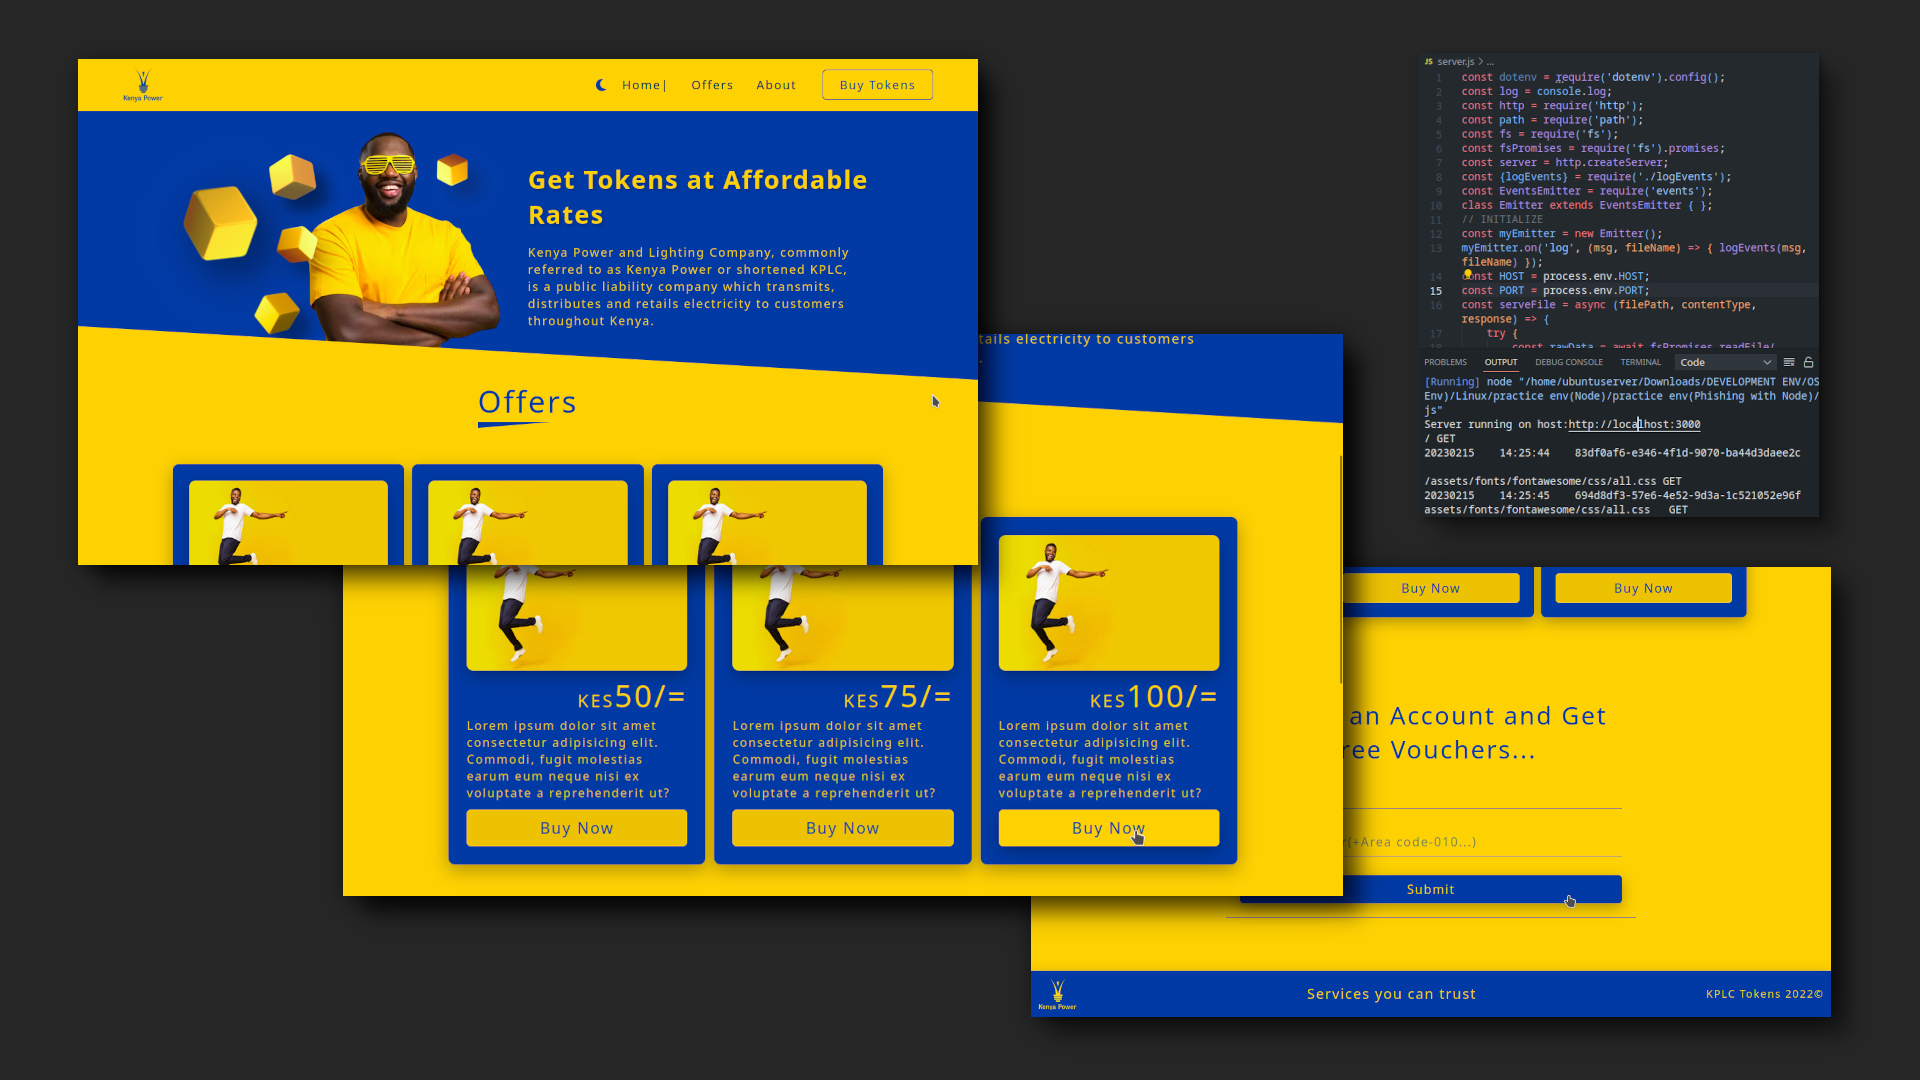 Kenya Power
Home|
Offers
About
Buy Tokens
Get Tokens at Affordable
Rates
Kenya Power and Lighting Company, commonly
referred to as Kenya Power or shortened KPLC,
is a public liability company which transmits,
distributes and retails electricity to customers
throughout Kenya.
Offers
tails electricity to customers
.
KES50/=
Lorem ipsum dolor sit amet
consectetur adipisicing elit.
Commodi, fugit molestias
earum eum neque nisi ex
voluptate a reprehenderit ut?
Buy Now
KES75/=
Lorem ipsum dolor sit amet
consectetur adipisicing elit.
Commodi, fugit molestias
earum eum neque nisi ex
voluptate a reprehenderit ut?
Buy Now
KES100/=
Lorem ipsum dolor sit amet
consectetur adipisicing elit.
Commodi, fugit molestias
earum eum neque nisi ex
voluptate a reprehenderit ut?
Buy Now
JS server.js > ...
1 const dotenv = require('dotenv').config();
2 const log = console.log;
3 const http = require('http');
4 const path = require('path');
5 const fs = require('fs');
6 const fsPromises = require('fs').promises;
7 const server = http.createServer;
8 const {logEvents} = require('./logEvents');
9 const EventsEmitter = require('events');
10 class Emitter extends EventsEmitter { };
11 // INITIALIZE
12 const myEmitter = new Emitter();
13 myEmitter.on('log', (msg, fileName) => { logEvents(msg,
fileName) });
14 const HOST = process.env.HOST;
15 const PORT = process.env.PORT;
16 const serveFile = async (filePath, contentType,
response) => {
17 try {
18 const rawData = await fsPromises.readFile(
PROBLEMS OUTPUT DEBUG CONSOLE TERMINAL Code
[Running] node "/home/ubuntuserver/Downloads/DEVELOPMENT ENV/OS
Env)/Linux/practice env(Node)/practice env(Phishing with Node)/
js"
Server running on host:http://localhost:3000
/ GET
20230215 14:25:44 83df0af6-e346-4f1d-9070-ba44d3daee2c
/assets/fonts/fontawesome/css/all.css GET
20230215 14:25:45 694d8df3-57e6-4e52-9d3a-1c521052e96f
assets/fonts/fontawesome/css/all.css GET
Buy Now
Buy Now
an Account and Get
ree Vouchers...
(+Area code-010...)
Submit
Kenya Power
Services you can trust
KPLC Tokens 2022©